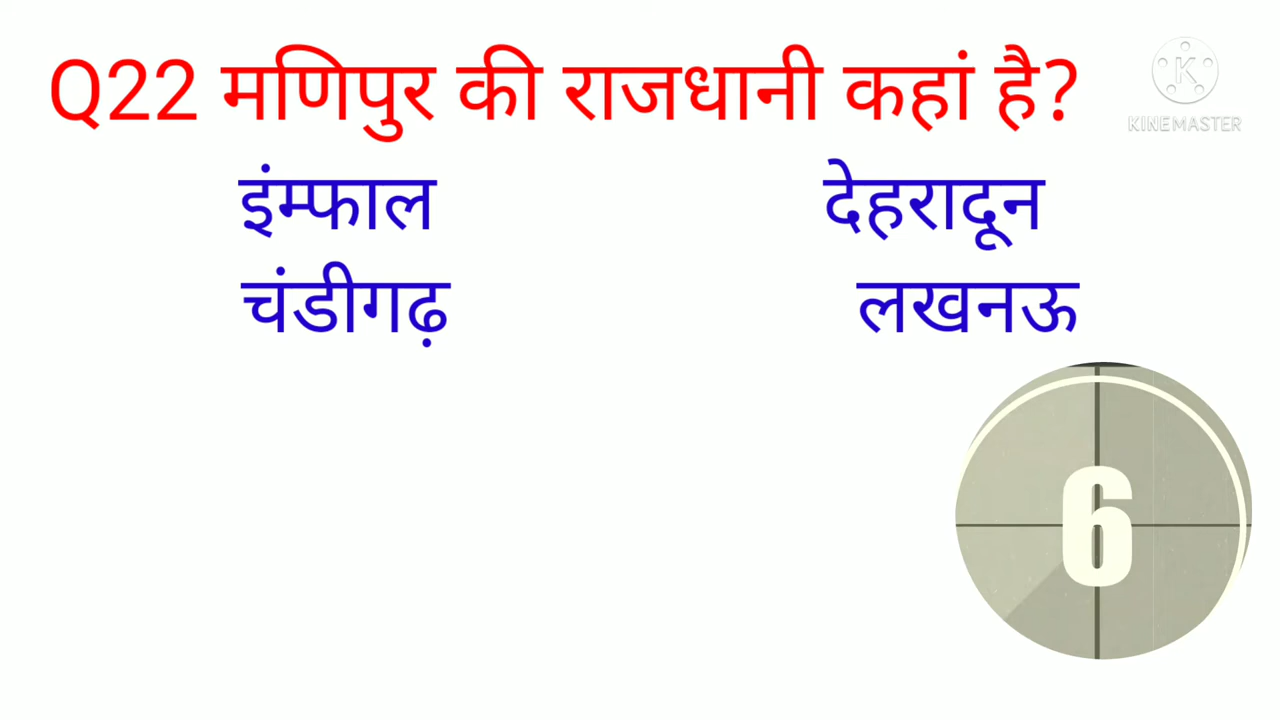 Q22 मणिपुर की राजधानी कहां है?
K
KINEMASTER
इंम्फाल देहरादून
चंडीगढ़ लखनऊ
6